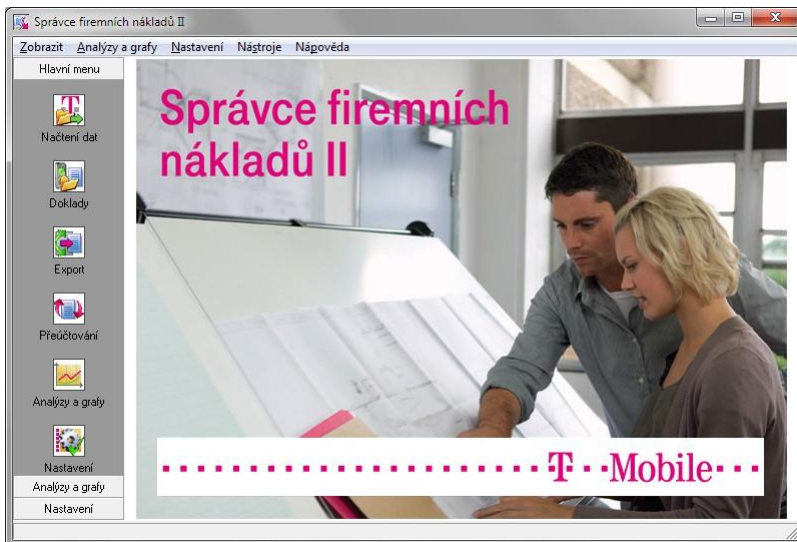 Správce firemních nákladů II
Zobrazit Analýzy a grafy Nastavení Nástroje Nápověda
Hlavní menu
Načtení dat
Doklady
Export
Přeúčtování
Analýzy a grafy
Nastavení
Analýzy a grafy
Nastavení
Správce firemních
nákladů II
T Mobile